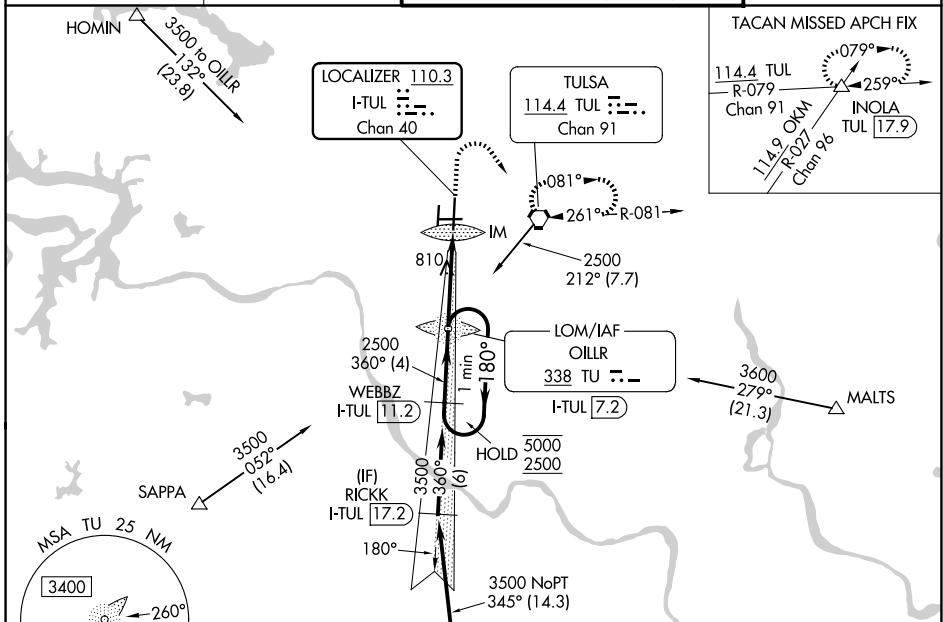 HOMIN
3500 to OILLR
132°
(23.8)
LOCALIZER 110.3
I-TUL
Chan 40
TULSA
114.4 TUL
Chan 91
TACAN MISSED APCH FIX
079°
114.4 TUL
R-079
Chan 91
259°
INOLA
TUL 17.9
114.9 OKM
R-027
Chan 96
081°
261°
R-081
IM
810
2500
212° (7.7)
2500
360° (4)
1 min
180°
LOM/IAF
OILLR
338 TU
I-TUL 7.2
WEBBZ
I-TUL 11.2
3600
279°
(21.3)
MALTS
HOLD
5000
2500
3500
052°
(16.4)
SAPPA
3500
360°
(6)
(IF)
RICKK
I-TUL 17.2
180°
3500 NoPT
345° (14.3)
MSA TU 25 NM
3400
260°